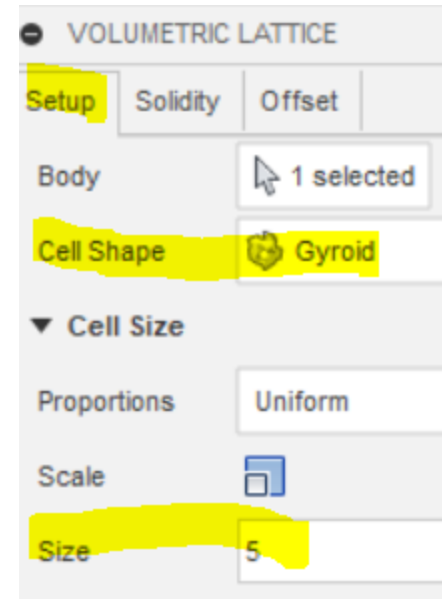 VOLUMETRIC LATTICE
Setup Solidity Offset
Body 1 selected
Cell Shape Gyroid
Cell Size
Proportions Uniform
Scale
Size 5